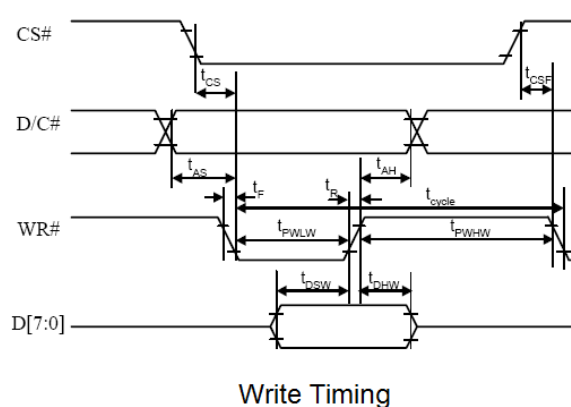 CS#
tCS
tCSF
D/C#
tAS
tAH
tF
tR
tcycle
WR#
tPWLW
tPWHW
tDSW
tDHW
D[7:0]
Write Timing